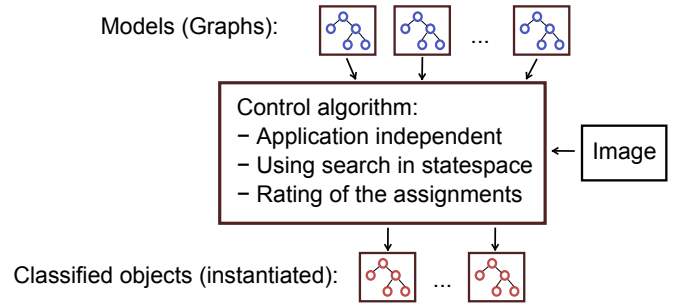 Models (Graphs):
...
Control algorithm:
− Application independent
− Using search in statespace
− Rating of the assignments
Image
Classified objects (instantiated):
...